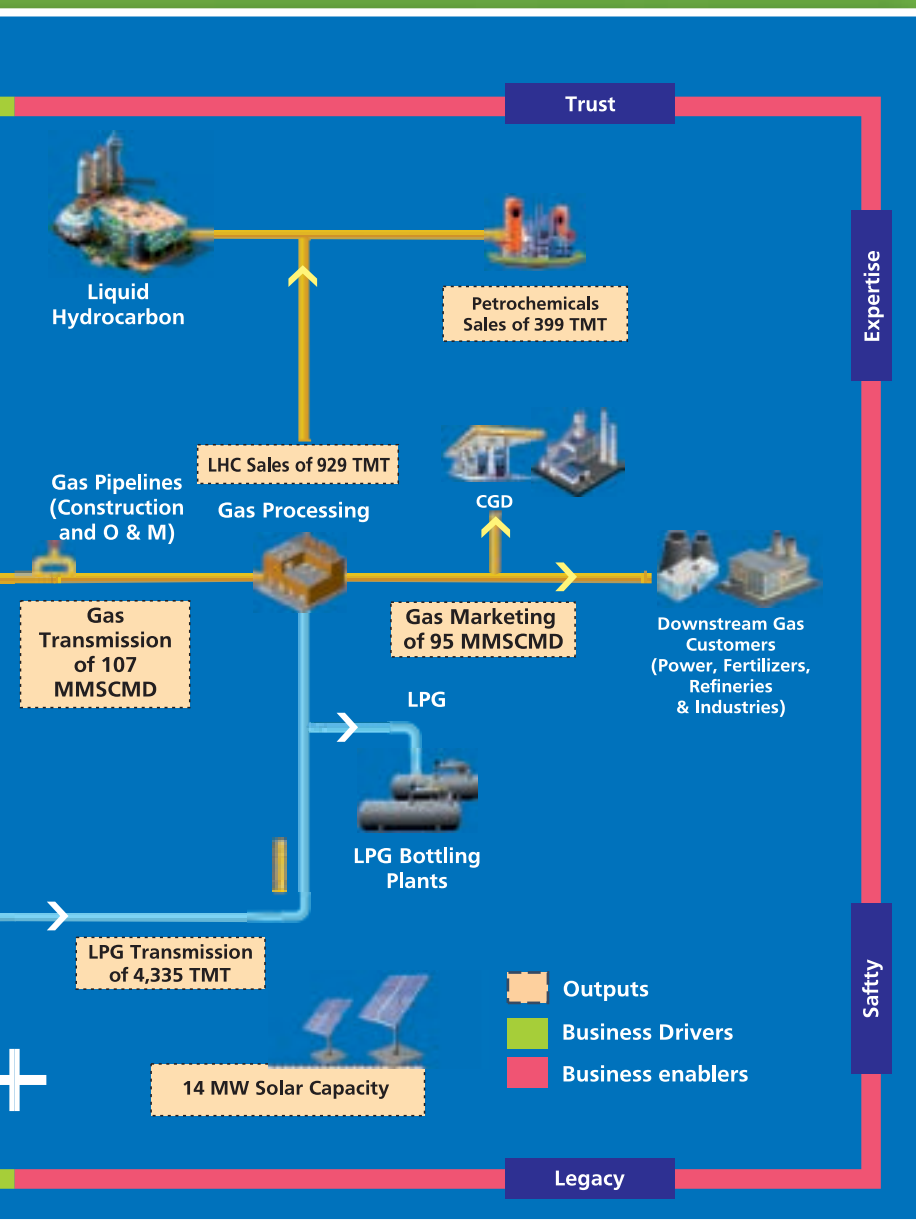 Trust
Expertise
Liquid
Hydrocarbon
Petrochemicals
Sales of 399 TMT
LHC Sales of 929 TMT
Gas Pipelines
(Construction
and O & M)
Gas Processing
CGD
Gas
Transmission
of 107
MMSCMD
Gas Marketing
of 95 MMSCMD
Downstream Gas
Customers
(Power, Fertilizers,
Refineries
& Industries)
LPG
LPG Bottling
Plants
LPG Transmission
of 4,335 TMT
Saftty
Outputs
Business Drivers
Business enablers
14 MW Solar Capacity
Legacy